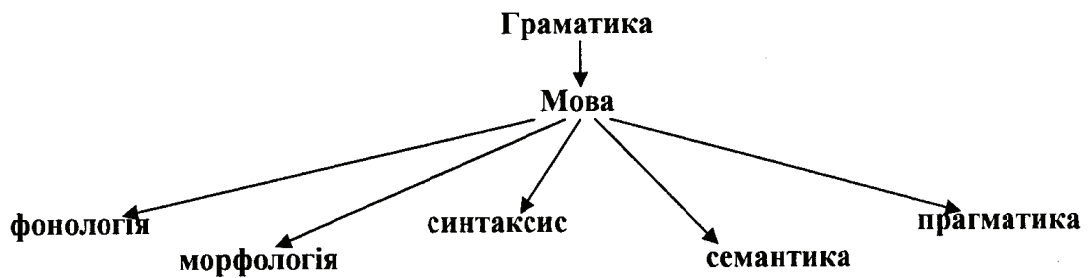 Граматика
Мова
фонологія
морфологія
синтаксис
семантика
прагматика